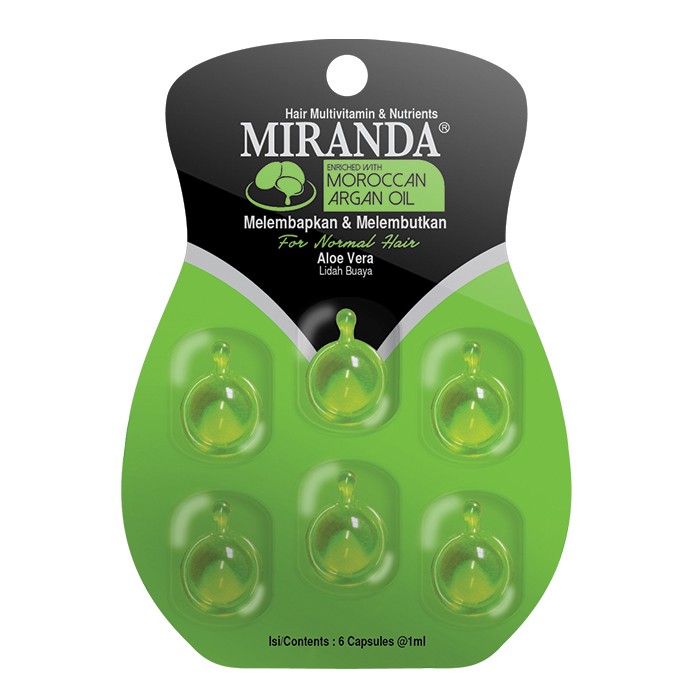 Hair Multivitamin & Nutrients
MIRANDA®
ENRICHED WITH
MOROCCAN
ARGAN OIL
Melembapkan & Melembutkan
For Normal Hair
Aloe Vera
Lidah Buaya
Isi/Contents : 6 Capsules @1ml